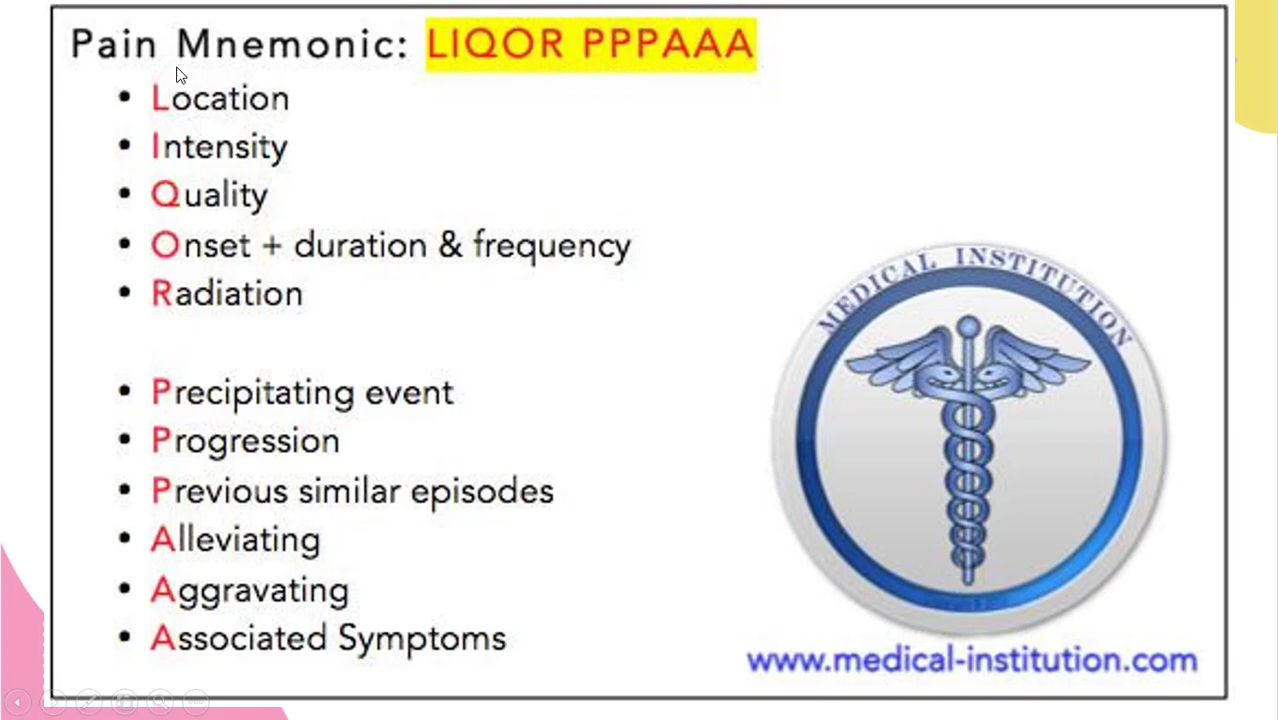 Pain Mnemonic: LIQOR PPPAAA
• Location
• Intensity
• Quality
• Onset + duration & frequency
• Radiation
• Precipitating event
• Progression
• Previous similar episodes
• Alleviating
• Aggravating
• Associated Symptoms
MEDICAL INSTITUTION
www.medical-institution.com